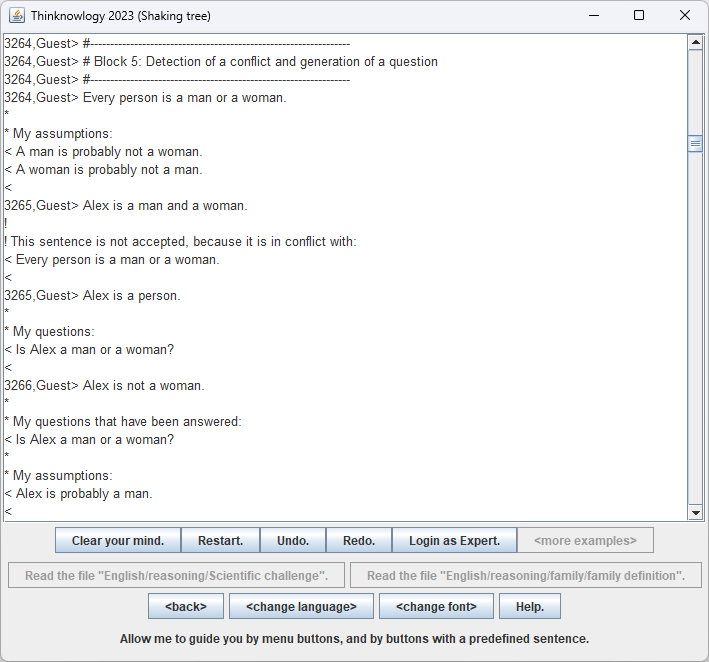 Thinknowlogy 2023 (Shaking tree)
3264,Guest> #-----------------------------------------------------------------
3264,Guest> # Block 5: Detection of a conflict and generation of a question
3264,Guest> #-----------------------------------------------------------------
3264,Guest> Every person is a man or a woman.
*
* My assumptions:
< A man is probably not a woman.
< A woman is probably not a man.
<
3265,Guest> Alex is a man and a woman.
!
! This sentence is not accepted, because it is in conflict with:
< Every person is a man or a woman.
<
3265,Guest> Alex is a person.
*
* My questions:
< Is Alex a man or a woman?
<
3266,Guest> Alex is not a woman.
*
* My questions that have been answered:
< Is Alex a man or a woman?
*
* My assumptions:
< Alex is probably a man.
<
Clear your mind. Restart. Undo. Redo. Login as Expert. <more examples>
Read the file "English/reasoning/Scientific challenge". Read the file "English/reasoning/family/family definition".
<back> <change language> <change font> Help.
Allow me to guide you by menu buttons, and by buttons with a predefined sentence.